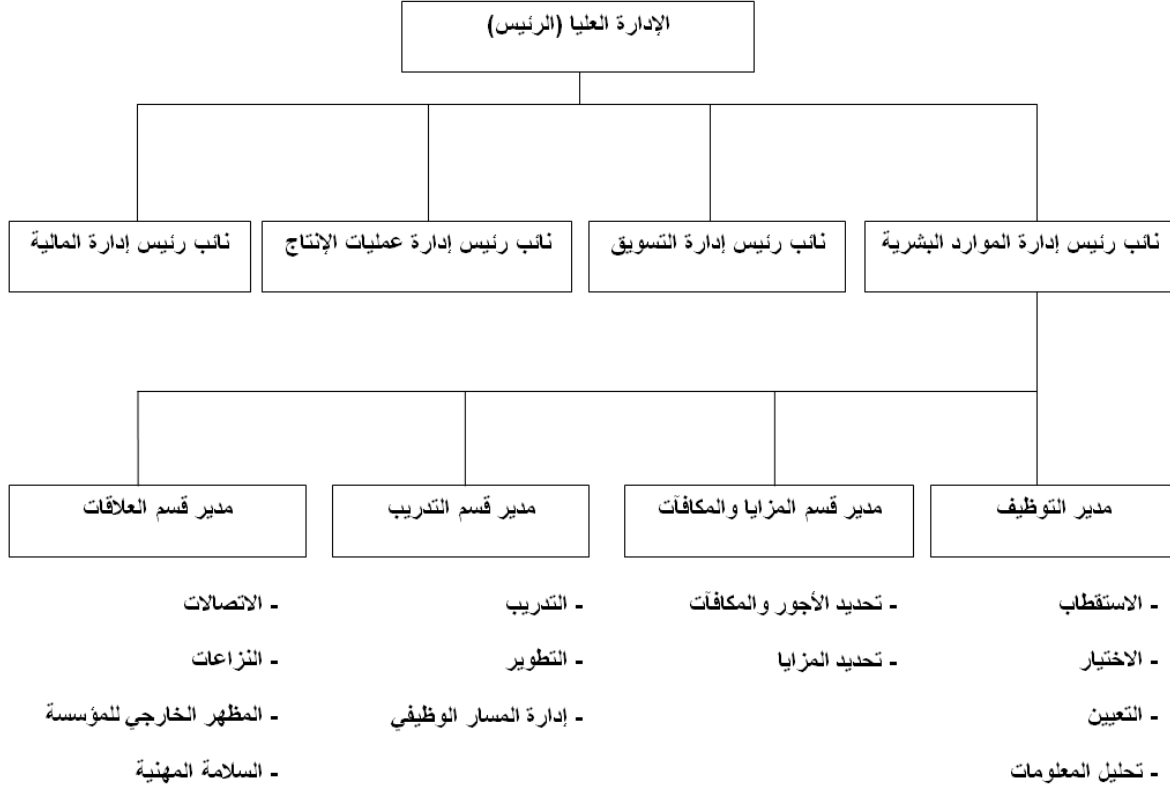 الإدارة العليا (الرئيس)
نائب رئيس إدارة الموارد البشرية
نائب رئيس إدارة التسويق
نائب رئيس إدارة عمليات الإنتاج
نائب رئيس إدارة المالية
مدير التوظيف
مدير قسم المزايا والمكافآت
مدير قسم التدريب
مدير قسم العلاقات
- الاستقطاب
- الاختيار
- التعيين
- تحليل المعلومات
- تحديد الأجور والمكافآت
- تحديد المزايا
- التدريب
- التطوير
- إدارة المسار الوظيفي
- الاتصالات
- النزاعات
- المظهر الخارجي للمؤسسة
- السلامة المهنية